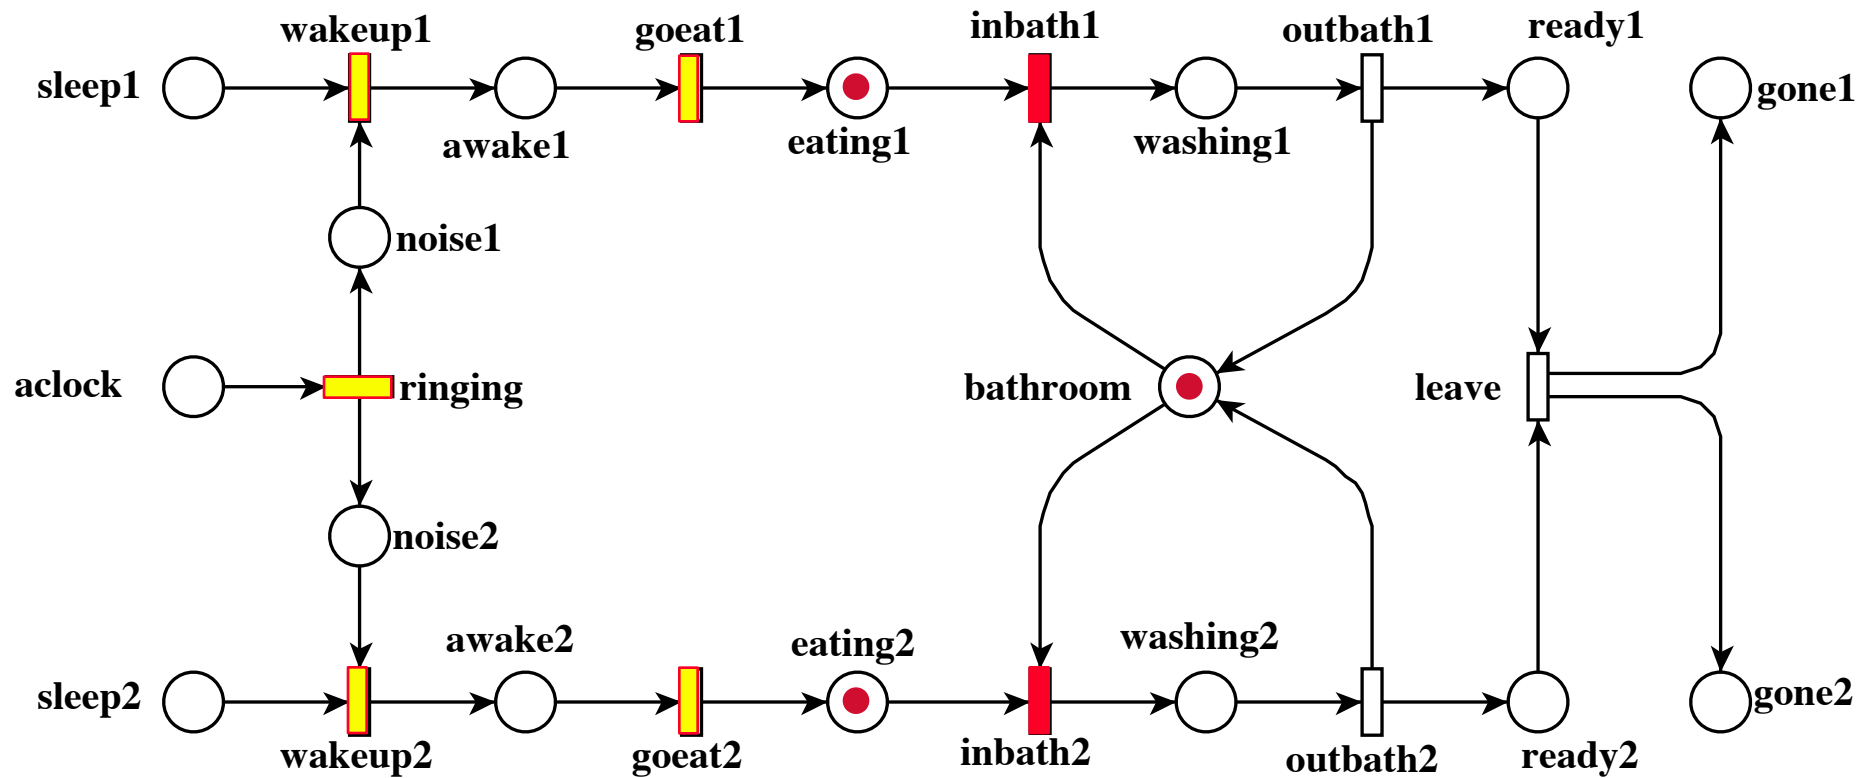 wakeup1
goeat1
inbath1
outbath1
ready1
sleep1
gone1
awake1
eating1
washing1
noise1
aclock
ringing
bathroom
leave
noise2
awake2
eating2
washing2
sleep2
gone2
wakeup2
goeat2
inbath2
outbath2
ready2